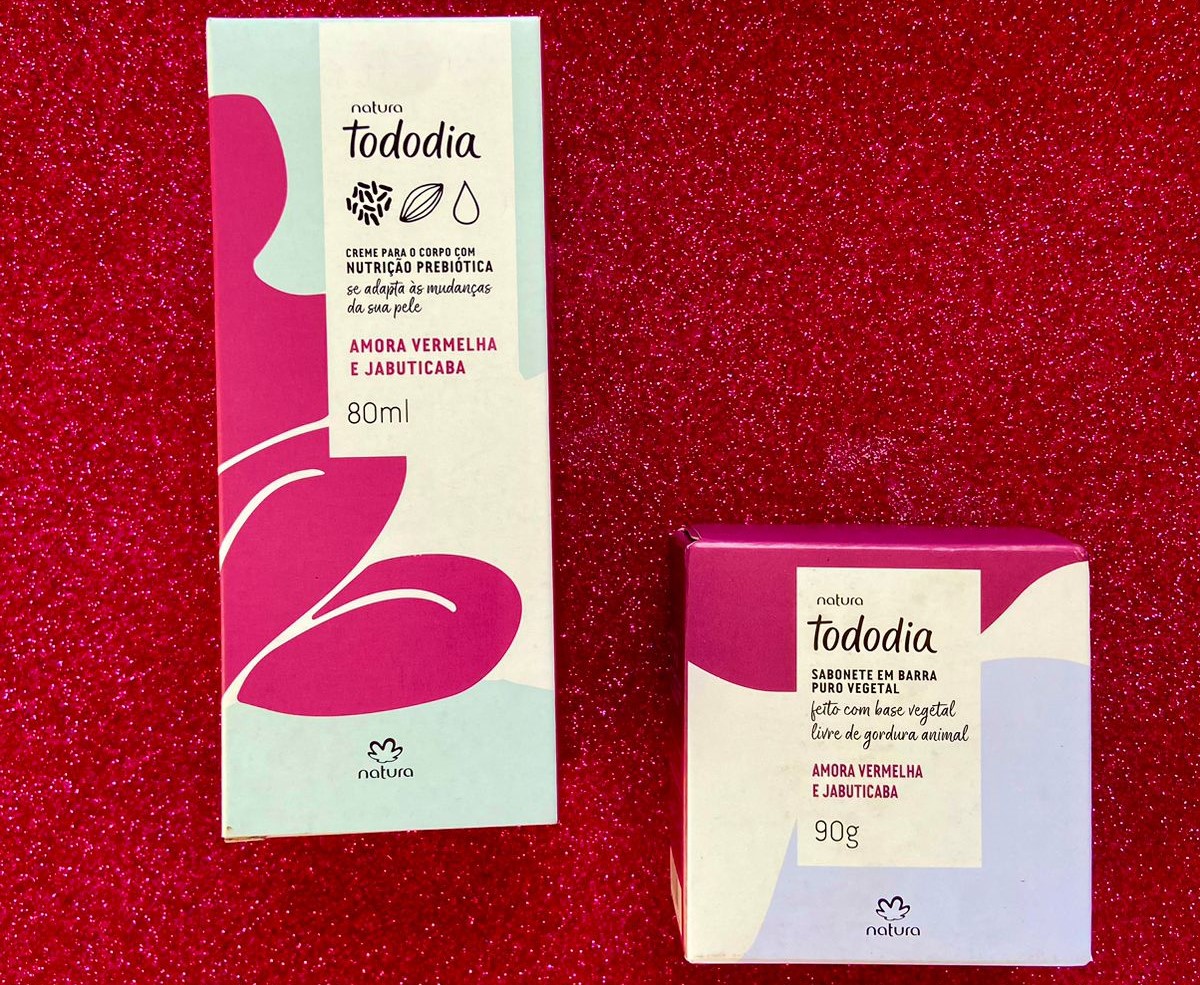 natura
tododia
CREME PARA O CORPO COM
NUTRIÇÃO PREBIÓTICA
se adapta às mudanças
da sua pele
AMORA VERMELHA
E JABUTICABA
80ml
natura
natura
tododia
SABONETE EM BARRA
PURO VEGETAL
feito com base vegetal
livre de gordura animal
AMORA VERMELHA
E JABUTICABA
90g
natura